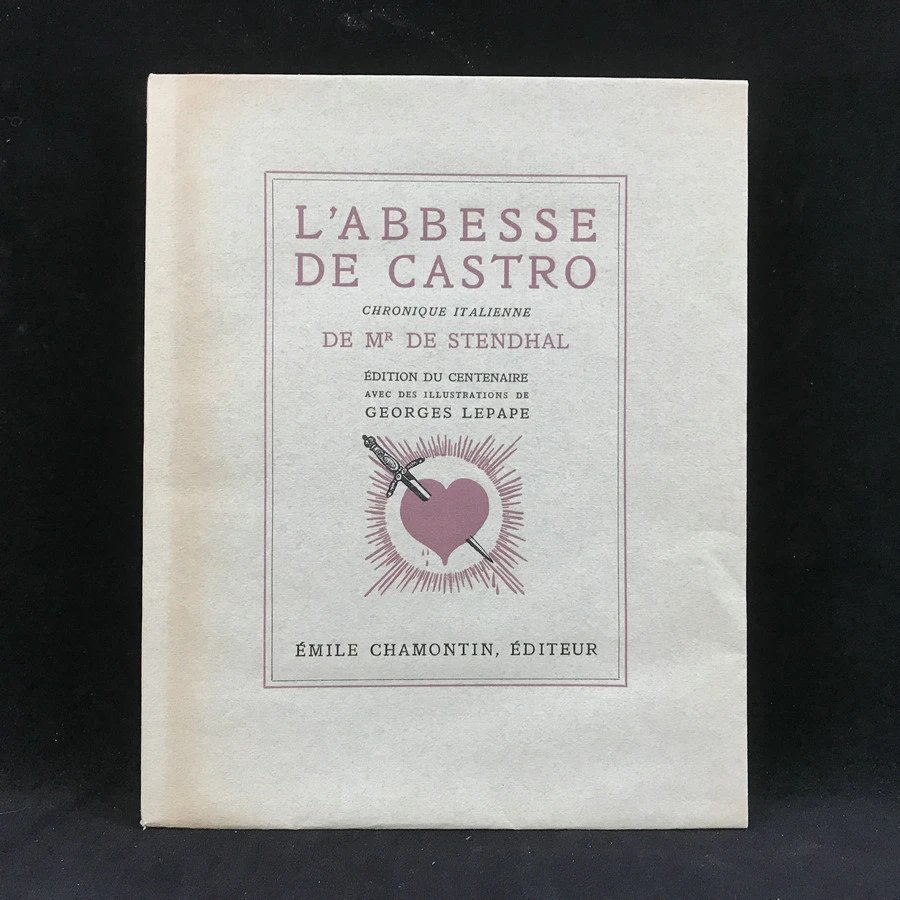 L'ABBESSE
DE CASTRO
CHRONIQUE ITALIENNE
DE MR DE STENDHAL
ÉDITION DU CENTENAIRE
AVEC DES ILLUSTRATIONS DE
GEORGES LEPAPE
ÉMILE CHAMONTIN, ÉDITEUR